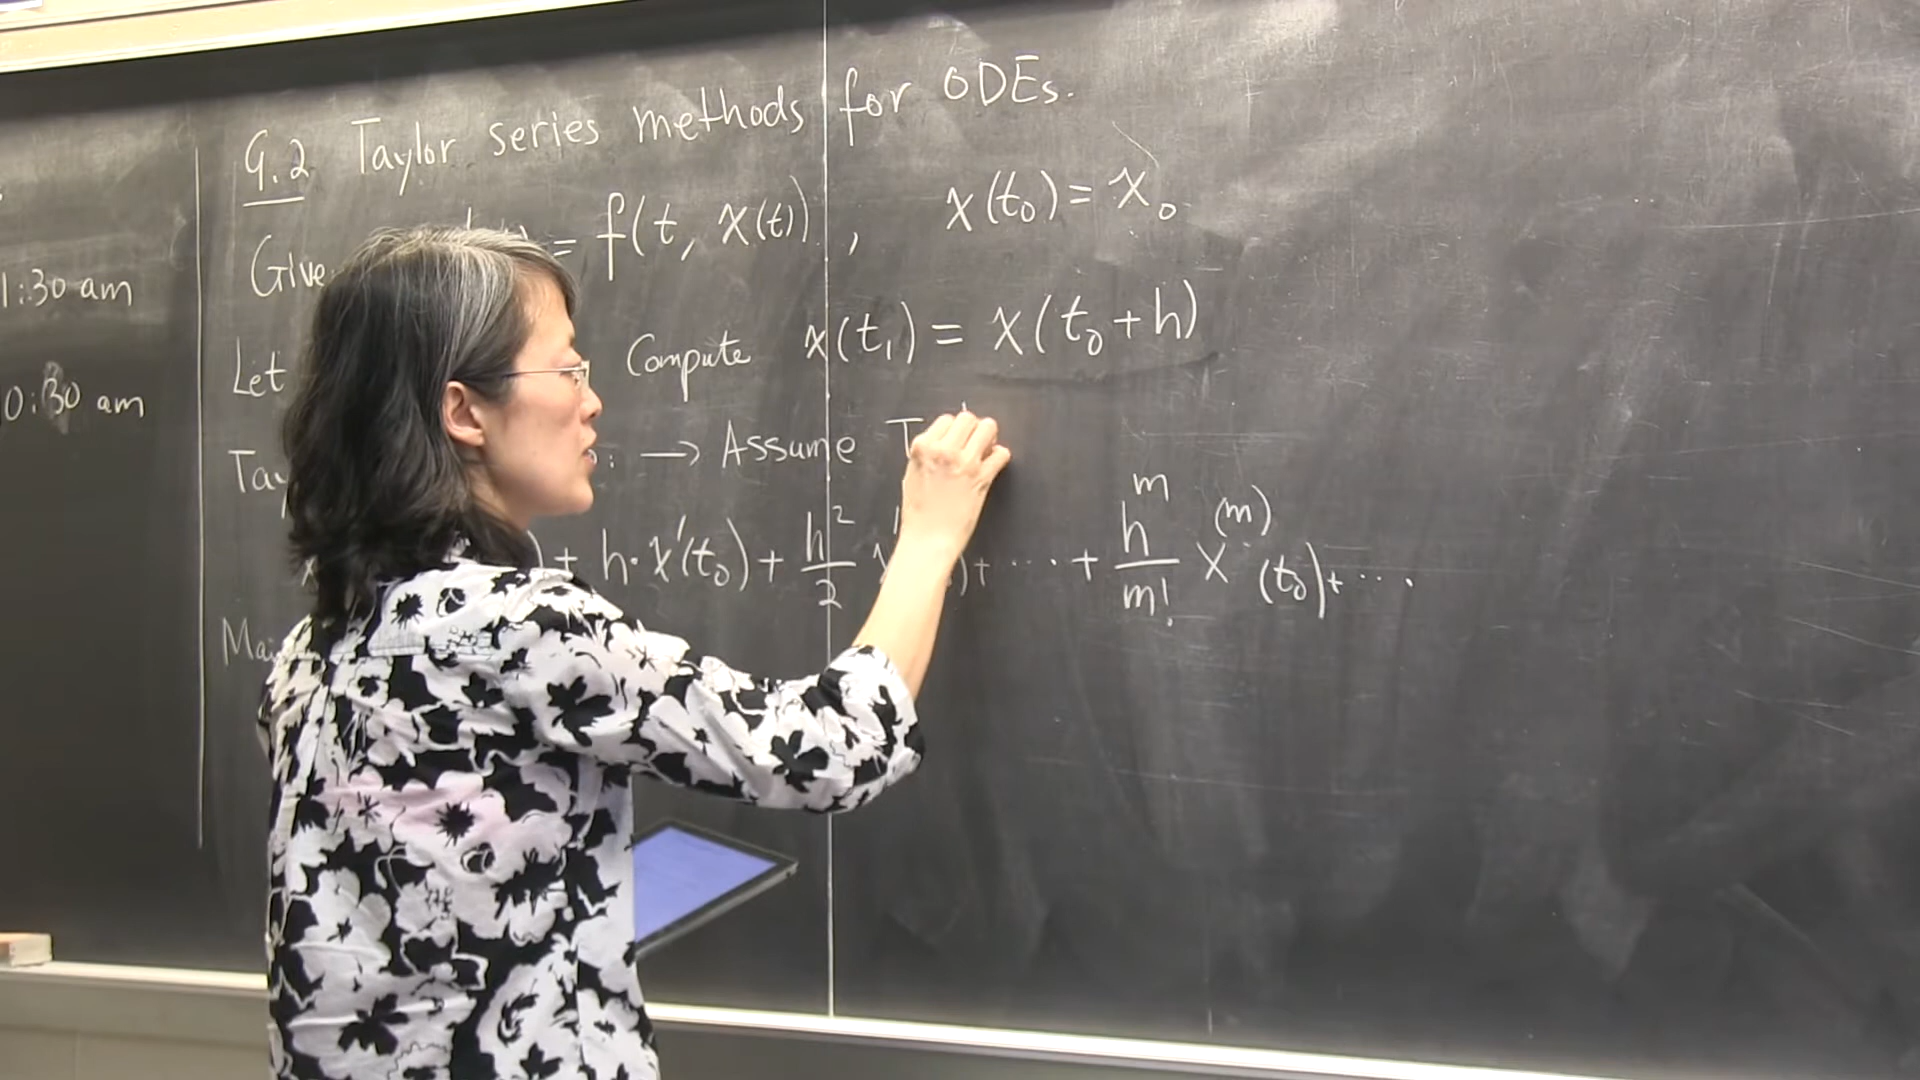 1:30 am
0:30 am
9.2 Taylor series methods for ODEs.
Give = f(t, x(t)), x(t₀) = x₀
Let Compute x(t₁) = x(t₀+h)
Tay : → Assume T
+ h·x'(t₀) + h²/2 + ··· + hᵐ/m! x⁽ᵐ⁾(t₀) + ···
Mai